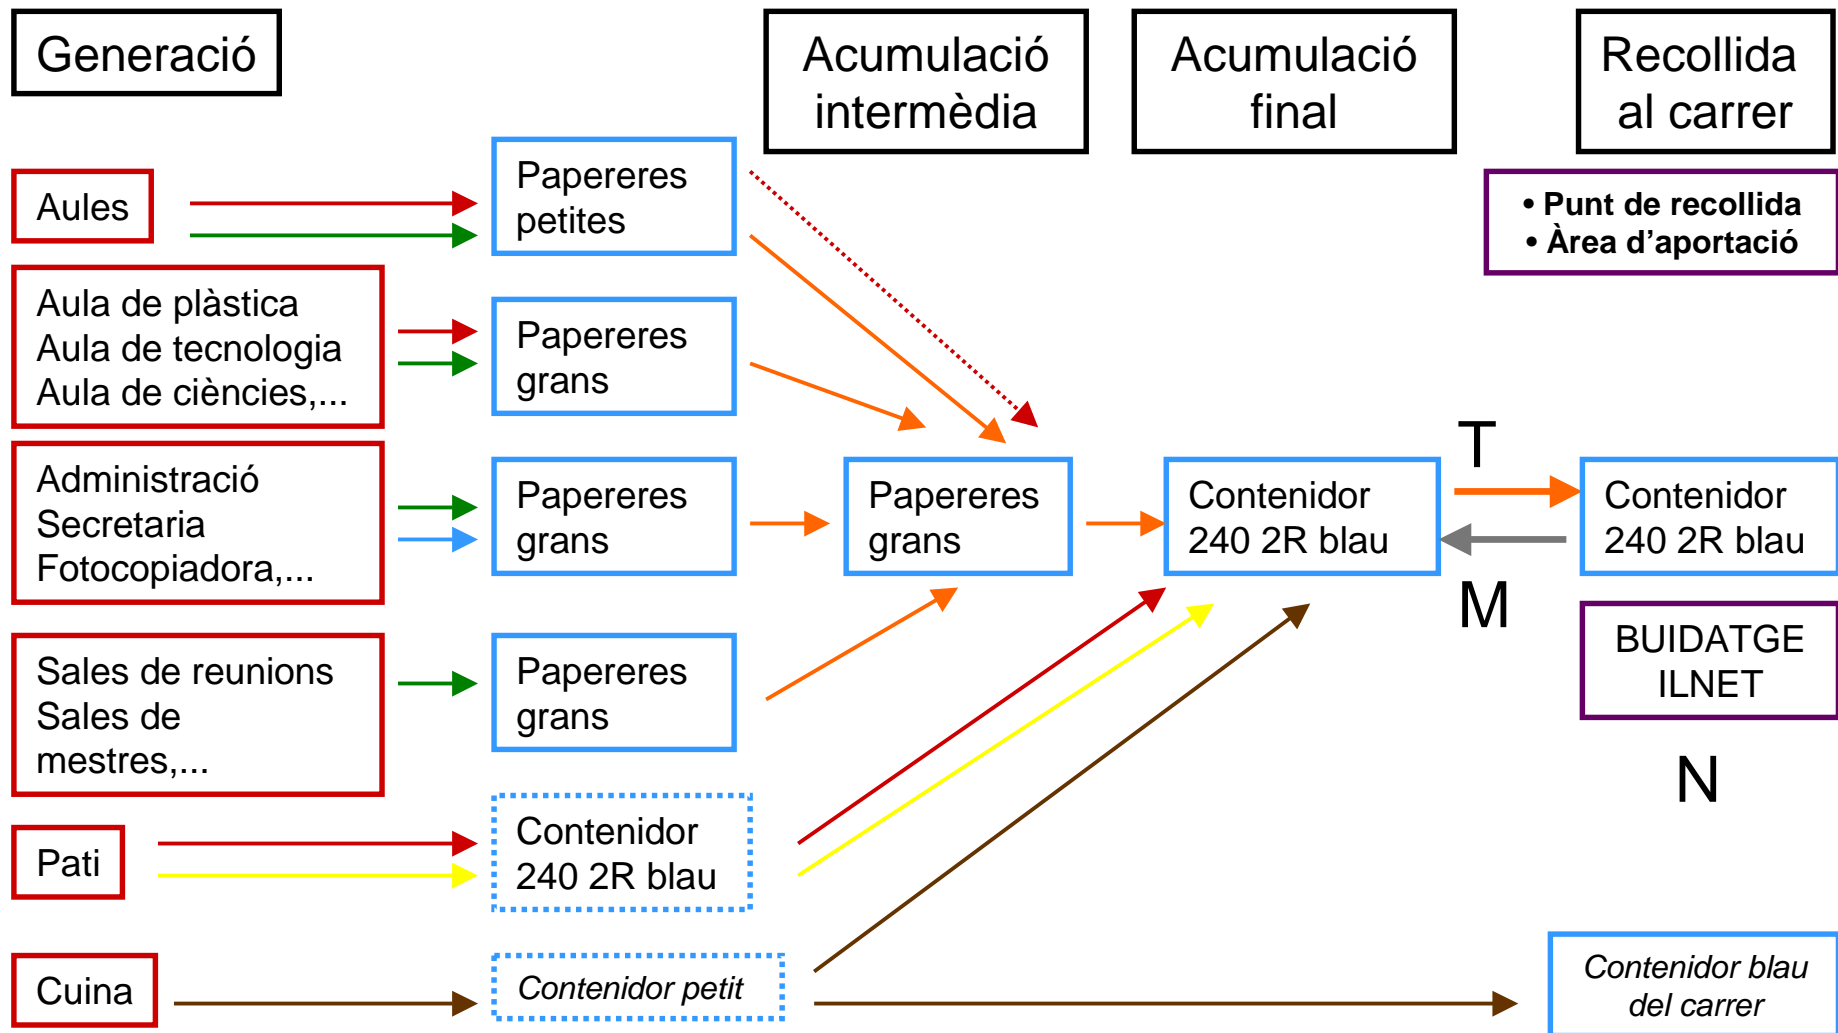 Generació
Acumulació
intermèdia
Acumulació
final
Recollida
al carrer
Aules
Papereres
petites
• Punt de recollida
• Àrea d’aportació
Aula de plàstica
Aula de tecnologia
Aula de ciències,...
Papereres
grans
Administració
Secretaria
Fotocopiadora,...
Papereres
grans
Papereres
grans
Contenidor
240 2R blau
T
M
Contenidor
240 2R blau
Sales de reunions
Sales de
mestres,...
Papereres
grans
BUIDATGE
ILNET
N
Pati
Contenidor
240 2R blau
Cuina
Contenidor petit
Contenidor blau
del carrer